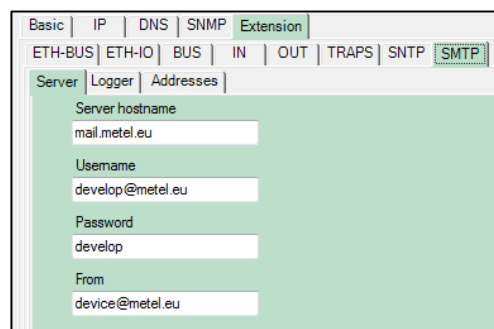 Basic IP DNS SNMP Extension
ETH-BUS ETH-IO BUS IN OUT TRAPS SNTP SMTP
Server Logger Addresses
Server hostname
mail.metel.eu
Username
develop@metel.eu
Password
develop
From
device@metel.eu